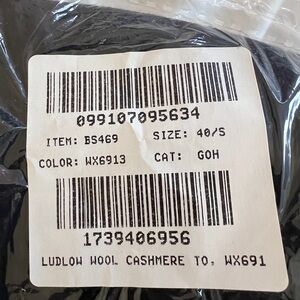 099107095634
ITEM: BS469 SIZE: 40/S
COLOR: WX6913 CAT: GOH
1739406956
LUDLOW WOOL CASHMERE TO, WX691